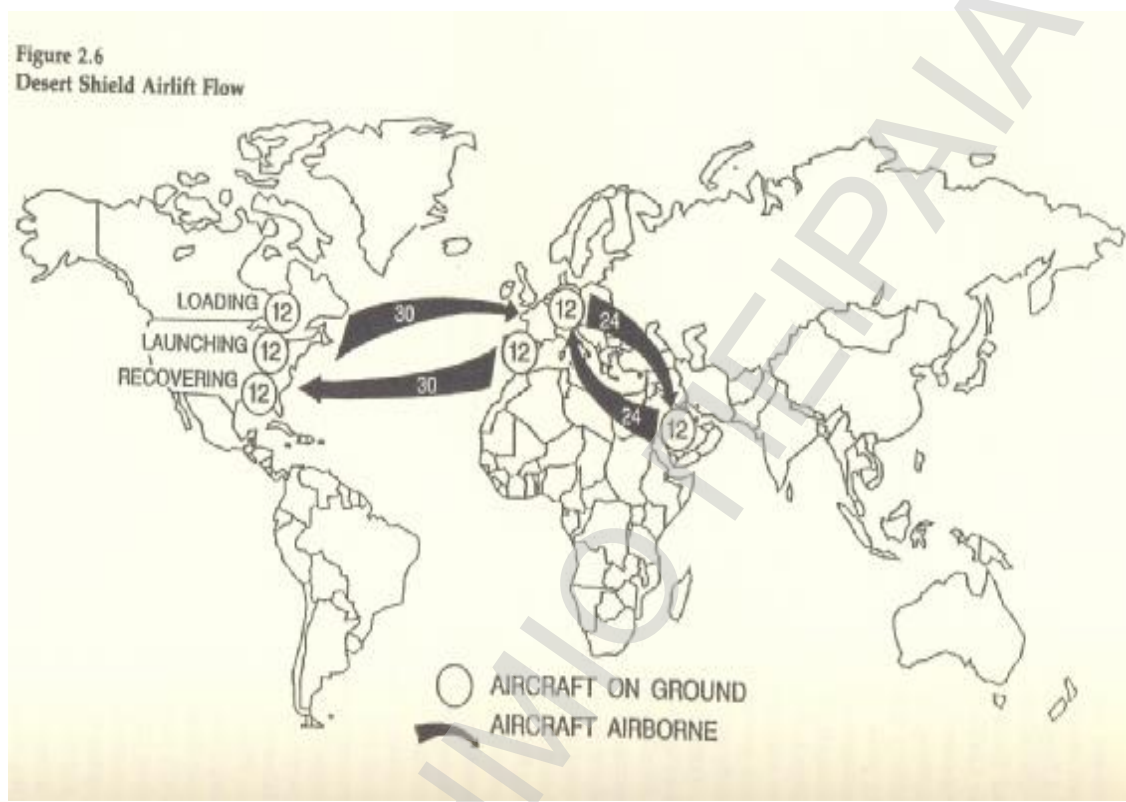 Figure 2.6
Desert Shield Airlift Flow
LOADING 12
LAUNCHING 12
RECOVERING 12
30
12
24
12
30
24
12
AIRCRAFT ON GROUND
AIRCRAFT AIRBORNE